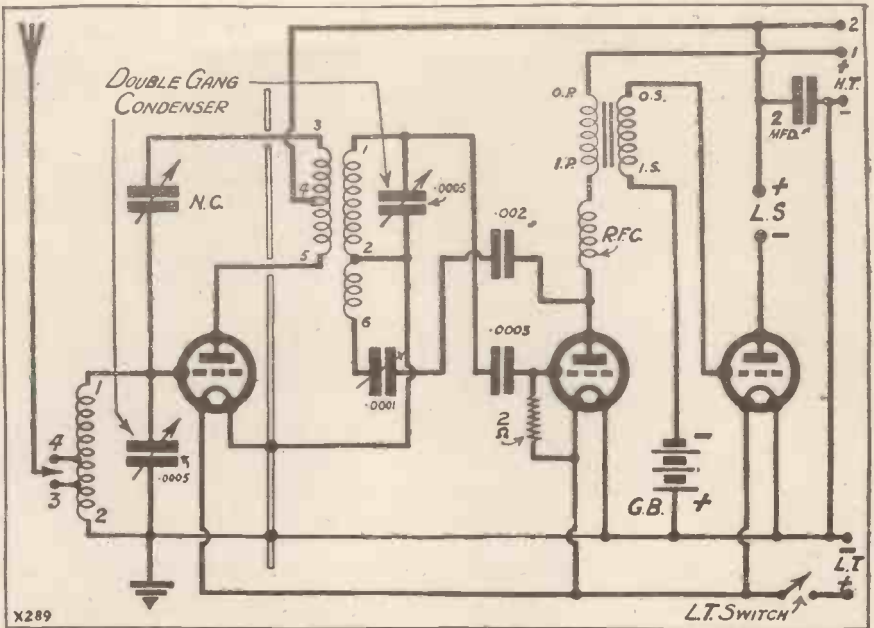 2
1
+
H.T.
-
DOUBLE GANG
CONDENSER
3
4
5
N.C.
1
2
6
.0005
.002
O.P.
I.P.
O.S.
I.S.
2
MFD.
+
L.S
-
R.F.C.
.0003
.0001
2
Ω
1
4
3
2
.0005
-
G.B.
+
-
L.T
+
L.T. SWITCH
X289